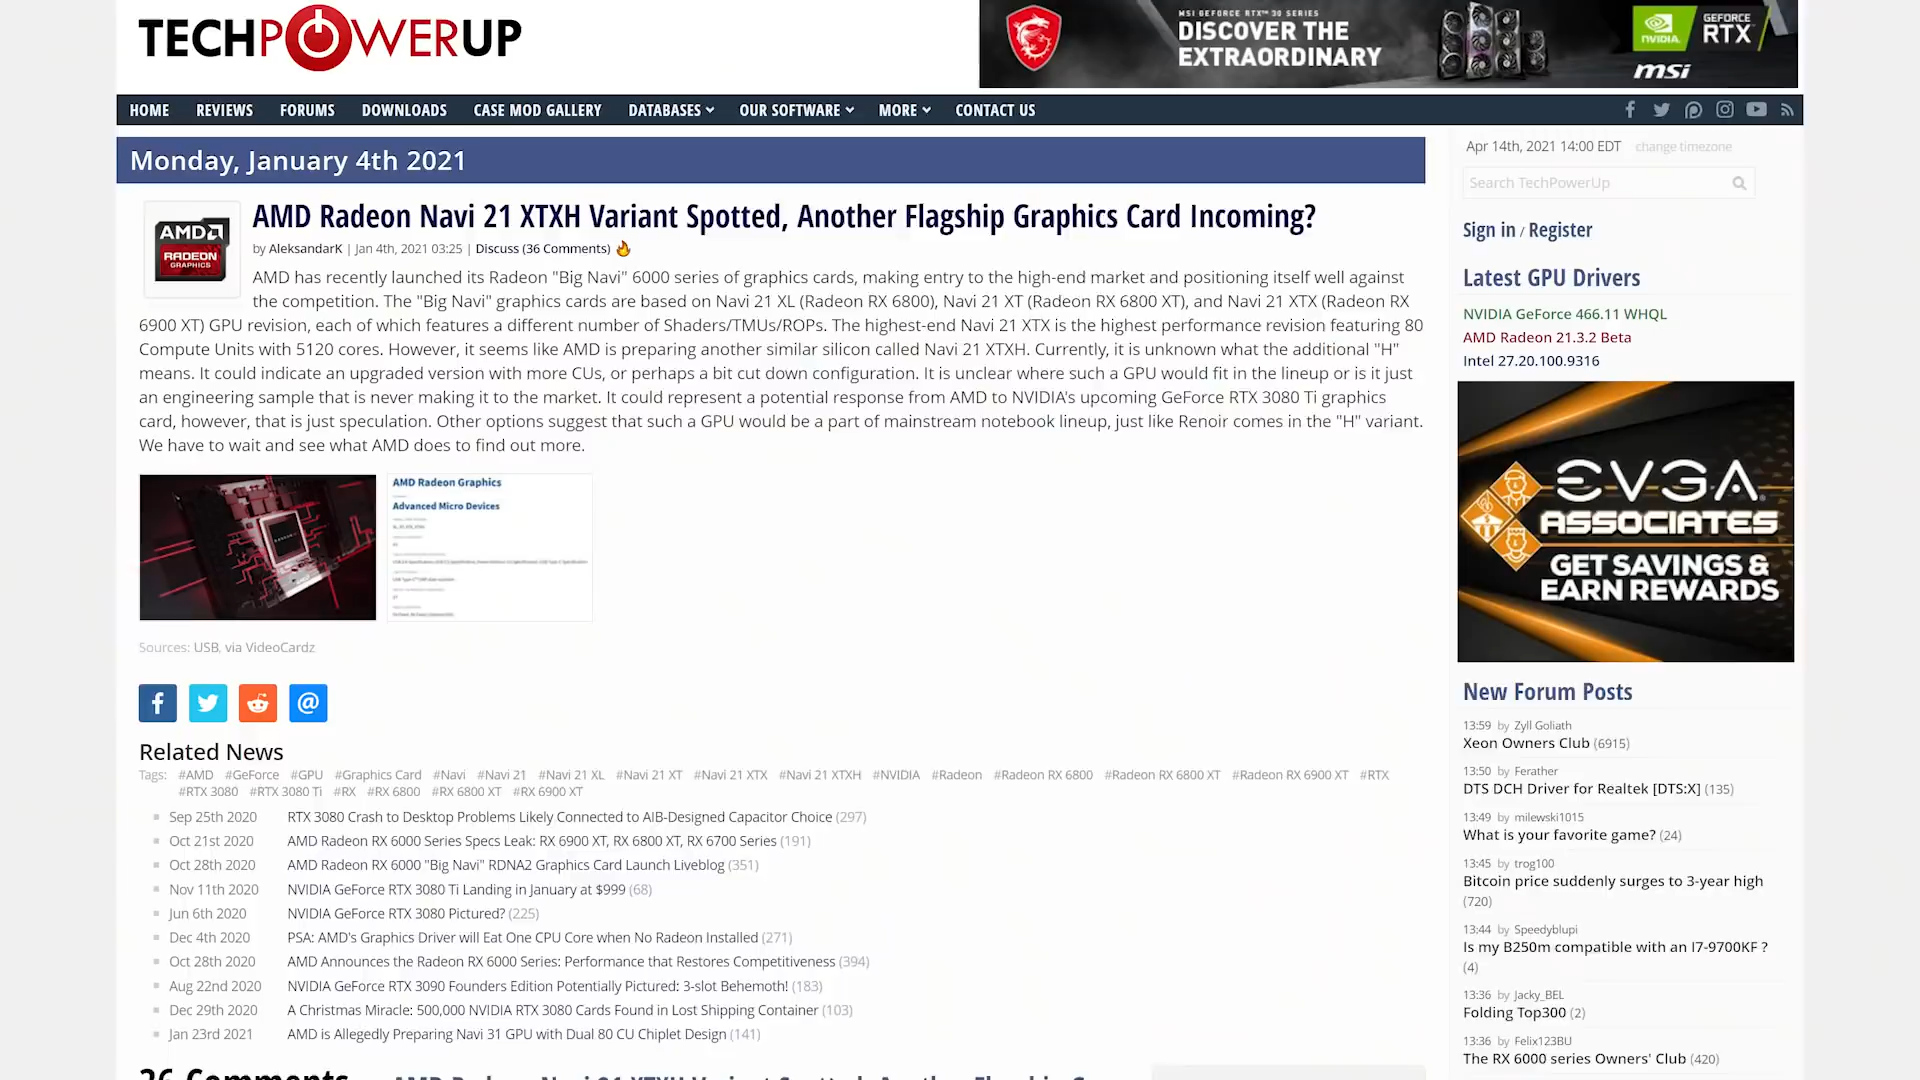 TECHPOWERUP
MSI GEFORCE RTX™ 30 SERIES
DISCOVER THE
EXTRAORDINARY
NVIDIA.
GEFORCE
RTX
msi
HOME REVIEWS FORUMS DOWNLOADS CASE MOD GALLERY DATABASES OUR SOFTWARE MORE CONTACT US
Monday, January 4th 2021
AMD
RADEON
GRAPHICS
AMD Radeon Navi 21 XTXH Variant Spotted, Another Flagship Graphics Card Incoming?
by AleksandarK | Jan 4th, 2021 03:25 | Discuss (36 Comments)
AMD has recently launched its Radeon "Big Navi" 6000 series of graphics cards, making entry to the high-end market and positioning itself well against
the competition. The "Big Navi" graphics cards are based on Navi 21 XL (Radeon RX 6800), Navi 21 XT (Radeon RX 6800 XT), and Navi 21 XTX (Radeon RX
6900 XT) GPU revision, each of which features a different number of Shaders/TMUs/ROPs. The highest-end Navi 21 XTX is the highest performance revision featuring 80
Compute Units with 5120 cores. However, it seems like AMD is preparing another similar silicon called Navi 21 XTXH. Currently, it is unknown what the additional "H"
means. It could indicate an upgraded version with more CUs, or perhaps a bit cut down configuration. It is unclear where such a GPU would fit in the lineup or is it just
an engineering sample that is never making it to the market. It could represent a potential response from AMD to NVIDIA's upcoming GeForce RTX 3080 Ti graphics
card, however, that is just speculation. Other options suggest that such a GPU would be a part of mainstream notebook lineup, just like Renoir comes in the "H" variant.
We have to wait and see what AMD does to find out more.
AMD Radeon Graphics
Advanced Micro Devices
Sources: USB, via VideoCardz
Related News
Tags: #AMD #GeForce #GPU #Graphics Card #Navi #Navi 21 #Navi 21 XL #Navi 21 XT #Navi 21 XTX #Navi 21 XTXH #NVIDIA #Radeon #Radeon RX 6800 #Radeon RX 6800 XT #Radeon RX 6900 XT #RTX
#RTX 3080 #RTX 3080 Ti #RX #RX 6800 #RX 6800 XT #RX 6900 XT
Sep 25th 2020 RTX 3080 Crash to Desktop Problems Likely Connected to AIB-Designed Capacitor Choice (297)
Oct 21st 2020 AMD Radeon RX 6000 Series Specs Leak: RX 6900 XT, RX 6800 XT, RX 6700 Series (191)
Oct 28th 2020 AMD Radeon RX 6000 "Big Navi" RDNA2 Graphics Card Launch Liveblog (351)
Nov 11th 2020 NVIDIA GeForce RTX 3080 Ti Landing in January at $999 (68)
Jun 6th 2020 NVIDIA GeForce RTX 3080 Pictured? (225)
Dec 4th 2020 PSA: AMD's Graphics Driver will Eat One CPU Core when No Radeon Installed (271)
Oct 28th 2020 AMD Announces the Radeon RX 6000 Series: Performance that Restores Competitiveness (394)
Aug 22nd 2020 NVIDIA GeForce RTX 3090 Founders Edition Potentially Pictured: 3-slot Behemoth! (183)
Dec 29th 2020 A Christmas Miracle: 500,000 NVIDIA RTX 3080 Cards Found in Lost Shipping Container (103)
Jan 23rd 2021 AMD is Allegedly Preparing Navi 31 GPU with Dual 80 CU Chiplet Design (141)
36 Comments AMD Radeon Navi 21 XTXH Variant Spotted, Another Flagship
Apr 14th, 2021 14:00 EDT change timezone
Search TechPowerUp
Sign in / Register
Latest GPU Drivers
NVIDIA GeForce 466.11 WHQL
AMD Radeon 21.3.2 Beta
Intel 27.20.100.9316
EVGA
ASSOCIATES
GET SAVINGS &
EARN REWARDS
New Forum Posts
13:59 by Zyll Goliath
Xeon Owners Club (6915)
13:50 by Ferather
DTS DCH Driver for Realtek [DTS:X] (135)
13:49 by milewski1015
What is your favorite game? (24)
13:45 by trog100
Bitcoin price suddenly surges to 3-year high
(720)
13:44 by Speedyblupi
Is my B250m compatible with an I7-9700KF ?
(4)
13:36 by Jacky_BEL
Folding Top300 (2)
13:36 by Felix123BU
The RX 6000 series Owners' Club (420)